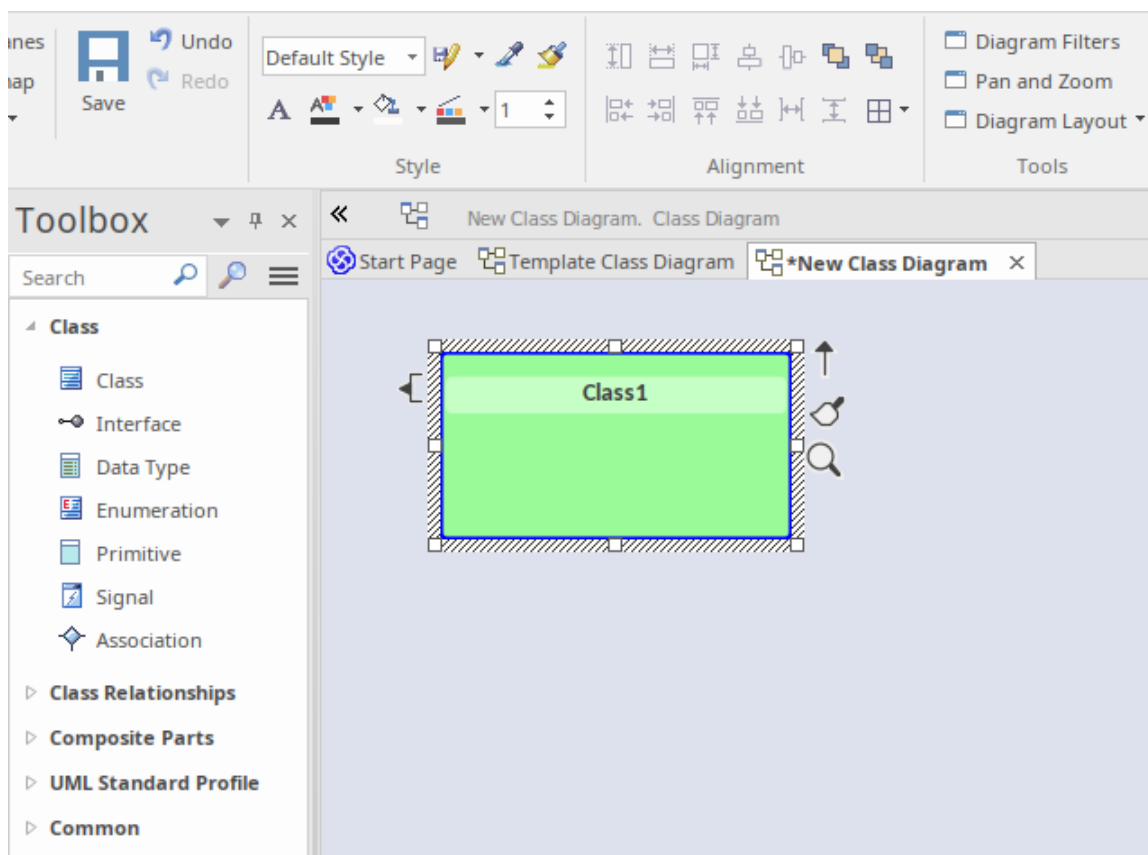 Undo
Redo
Save
Default Style
1
Style
Alignment
Diagram Filters
Pan and Zoom
Diagram Layout
Tools
Toolbox
Search
Class
Class
Interface
Data Type
Enumeration
Primitive
Signal
Association
Class Relationships
Composite Parts
UML Standard Profile
Common
New Class Diagram. Class Diagram
Start Page
Template Class Diagram
*New Class Diagram
Class1